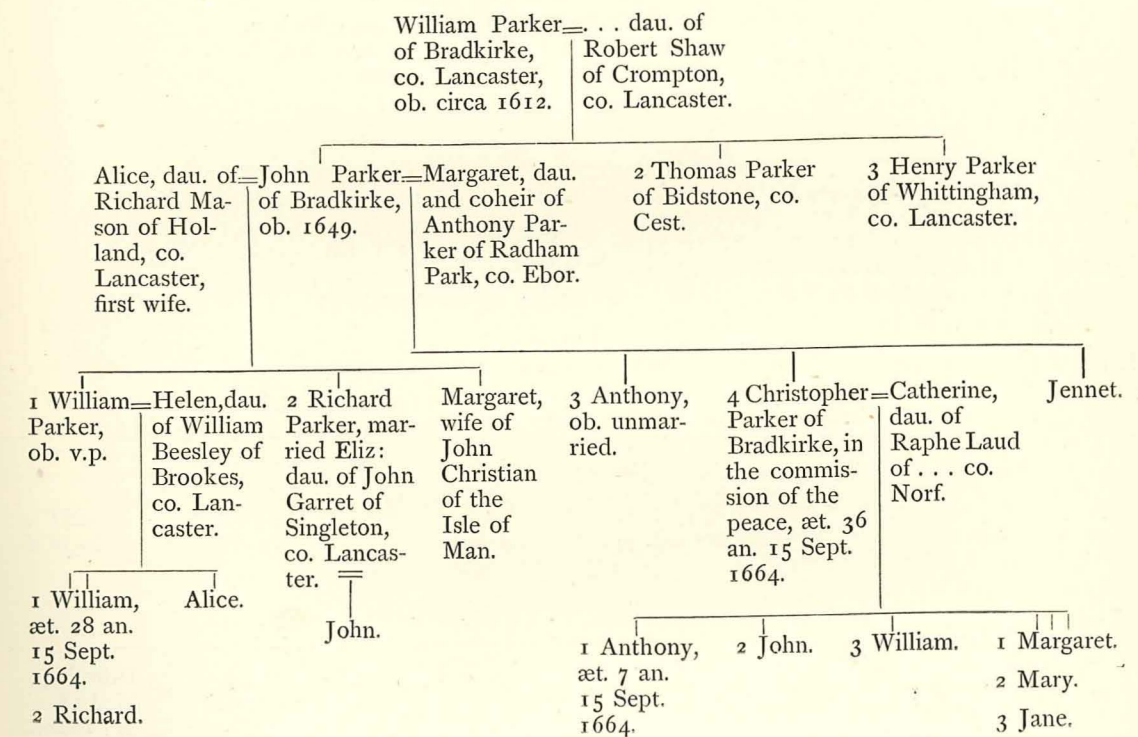 William Parker=. . . dau. of
of Bradkirke, Robert Shaw
co. Lancaster, of Crompton,
ob. circa 1612. co. Lancaster.
Alice, dau. of=John Parker=Margaret, dau.
Richard Ma- of Bradkirke, and coheir of
son of Hol- ob. 1649. Anthony Par-
land, co. ker of Radham
Lancaster, Park, co. Ebor.
first wife.
2 Thomas Parker
of Bidstone, co.
Cest.
3 Henry Parker
of Whittingham,
co. Lancaster.
1 William=Helen, dau.
Parker, of William
ob. v.p. Beesley of
Brookes,
co. Lan-
caster.
2 Richard
Parker, mar-
ried Eliz:
dau. of John
Garret of
Singleton,
co. Lancas-
ter. =
Margaret,
wife of
John
Christian
of the
Isle of
Man.
3 Anthony,
ob. unmar-
ried.
4 Christopher=Catherine,
Parker of dau. of
Bradkirke, in Raphe Laud
the commis- of . . . co.
sion of the Norf.
peace, æt. 36
an. 15 Sept.
1664.
Jennet.
1 William,
æt. 28 an.
15 Sept.
1664.
2 Richard.
Alice.
John.
1 Anthony,
æt. 7 an.
15 Sept.
1664.
2 John.
3 William.
1 Margaret.
2 Mary.
3 Jane.